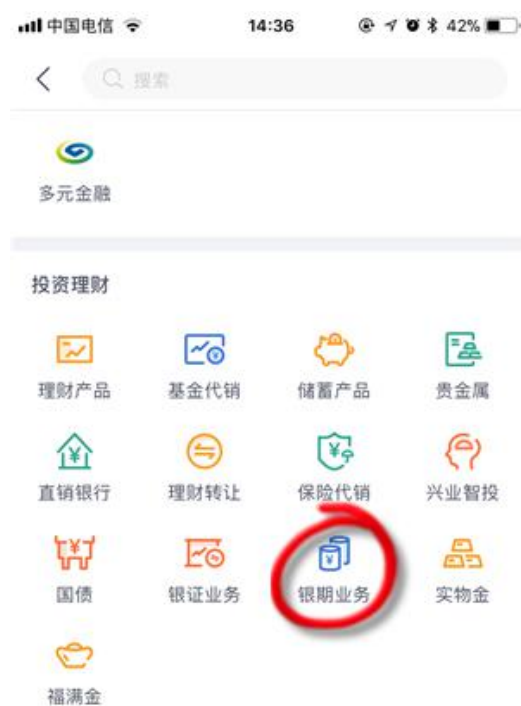 中国电信 14:36 42%
搜索
多元金融
投资理财
理财产品 基金代销 储蓄产品 贵金属
直销银行 理财转让 保险代销 兴业智投
国债 银证业务 银期业务 实物金
福满金